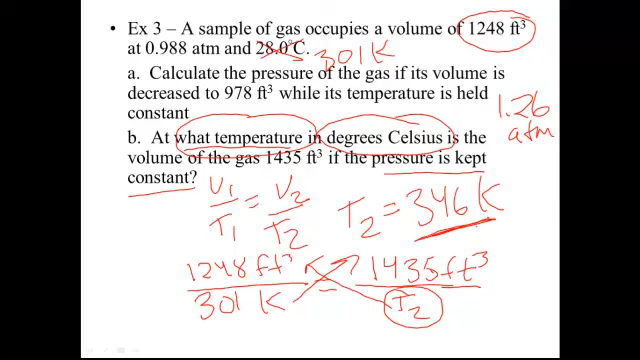 • Ex 3 – A sample of gas occupies a volume of 1248 ft³
at 0.988 atm and 28.0°C. 301K
a. Calculate the pressure of the gas if its volume is
decreased to 978 ft³ while its temperature is held
constant
1.26
atm
b. At what temperature in degrees Celsius is the
volume of the gas 1435 ft³ if the pressure is kept
constant?
V₁/T₁ = V₂/T₂ T₂ = 346K
1248 ft³ / 301 K = 1435 ft³ / T₂